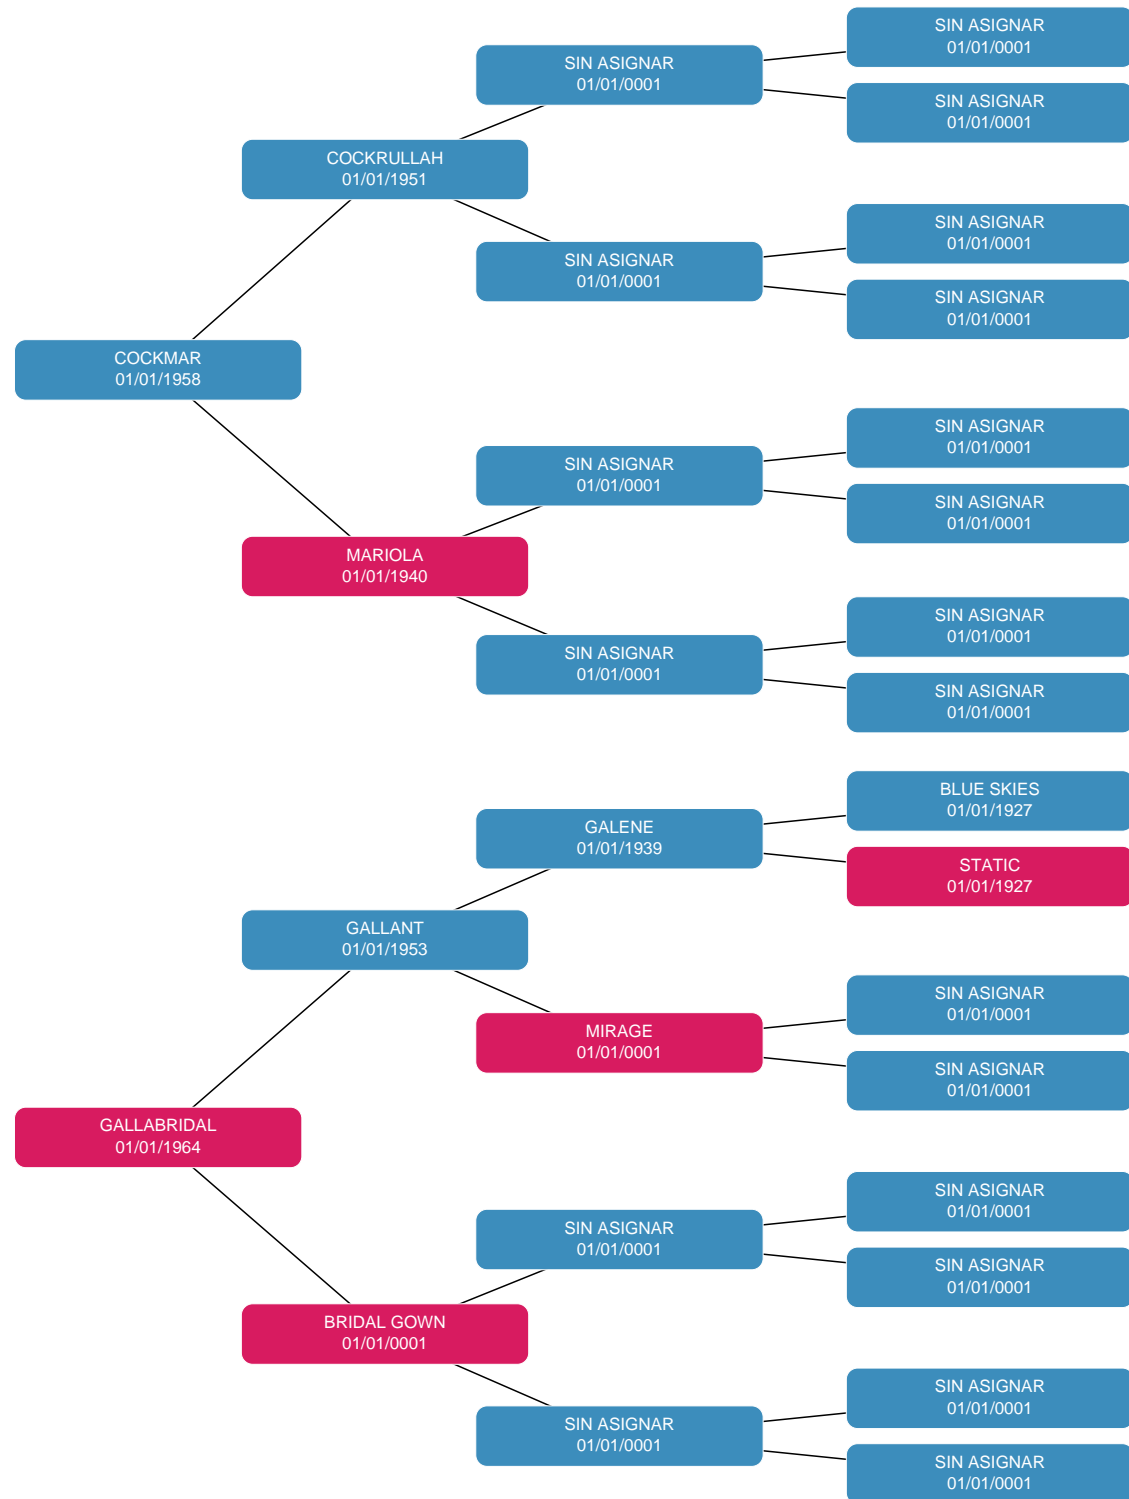 SIN ASIGNAR
01/01/0001
SIN ASIGNAR
01/01/0001
SIN ASIGNAR
01/01/0001
COCKRULLAH
01/01/1951
SIN ASIGNAR
01/01/0001
SIN ASIGNAR
01/01/0001
SIN ASIGNAR
01/01/0001
COCKMAR
01/01/1958
SIN ASIGNAR
01/01/0001
SIN ASIGNAR
01/01/0001
SIN ASIGNAR
01/01/0001
MARIOLA
01/01/1940
SIN ASIGNAR
01/01/0001
SIN ASIGNAR
01/01/0001
SIN ASIGNAR
01/01/0001
BLUE SKIES
01/01/1927
GALENE
01/01/1939
STATIC
01/01/1927
GALLANT
01/01/1953
SIN ASIGNAR
01/01/0001
MIRAGE
01/01/0001
SIN ASIGNAR
01/01/0001
GALLABRIDAL
01/01/1964
SIN ASIGNAR
01/01/0001
SIN ASIGNAR
01/01/0001
SIN ASIGNAR
01/01/0001
BRIDAL GOWN
01/01/0001
SIN ASIGNAR
01/01/0001
SIN ASIGNAR
01/01/0001
SIN ASIGNAR
01/01/0001